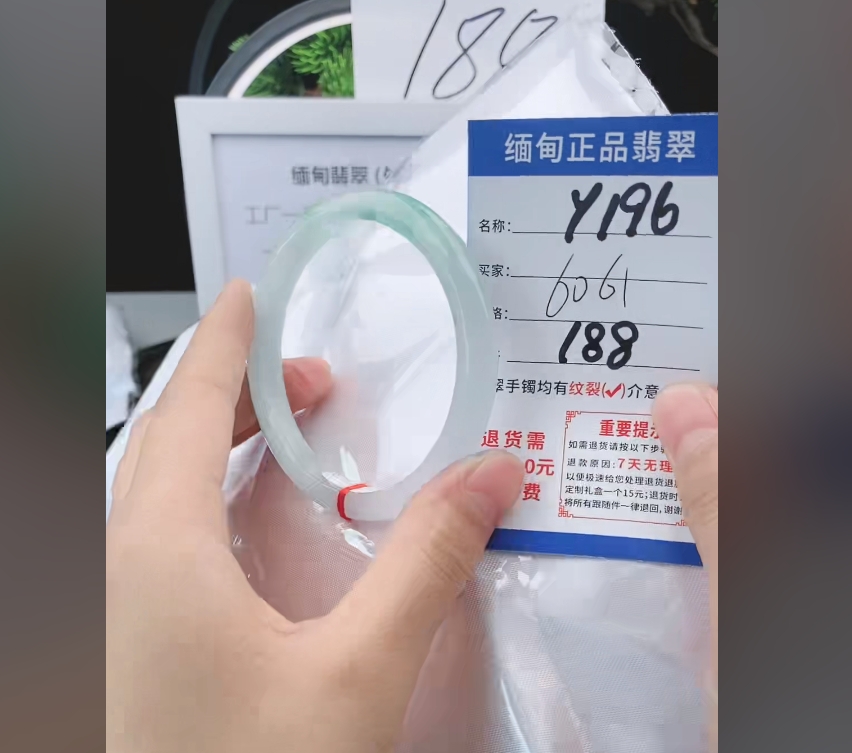 180
缅甸翡翠(
工厂一
缅甸正品翡翠
名称: Y196
买家: 6061
格:
: 188
翠手镯均有纹裂(✓)介意
退货需
0元
费
重要提示
如需退货请按以下步
退款原因:7天无理
以便极速给您处理退货退
定制礼盒一个15元;退货时
将所有跟随件一律退回,谢谢